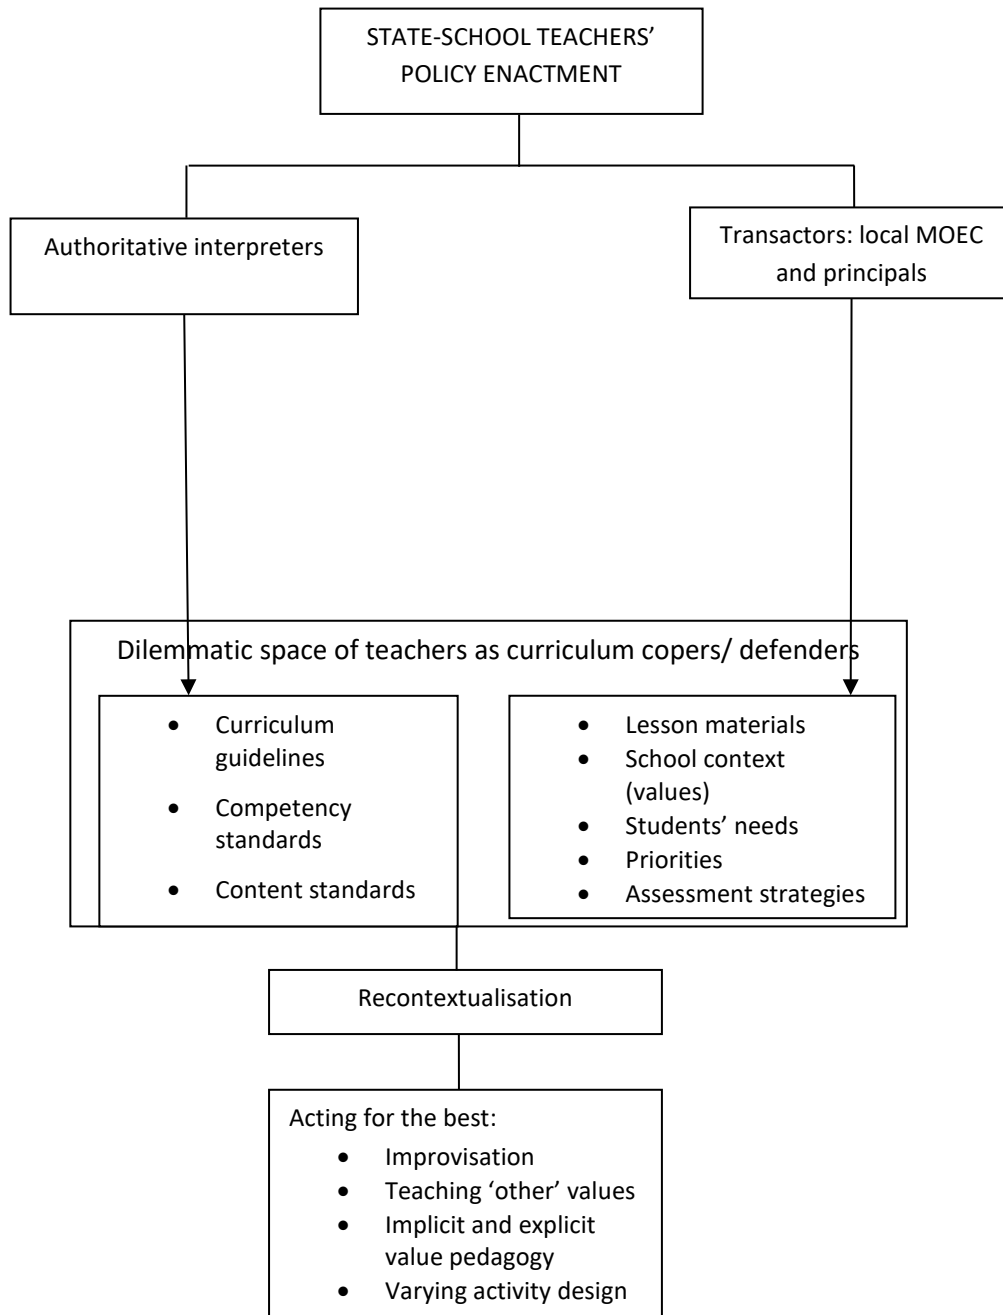 STATE-SCHOOL TEACHERS’
POLICY ENACTMENT
Authoritative interpreters
Transactors: local MOEC
and principals
Dilemmatic space of teachers as curriculum copers/ defenders
• Curriculum
guidelines
• Competency
standards
• Content standards
• Lesson materials
• School context
(values)
• Students’ needs
• Priorities
• Assessment strategies
Recontextualisation
Acting for the best:
• Improvisation
• Teaching ‘other’ values
• Implicit and explicit
value pedagogy
• Varying activity design